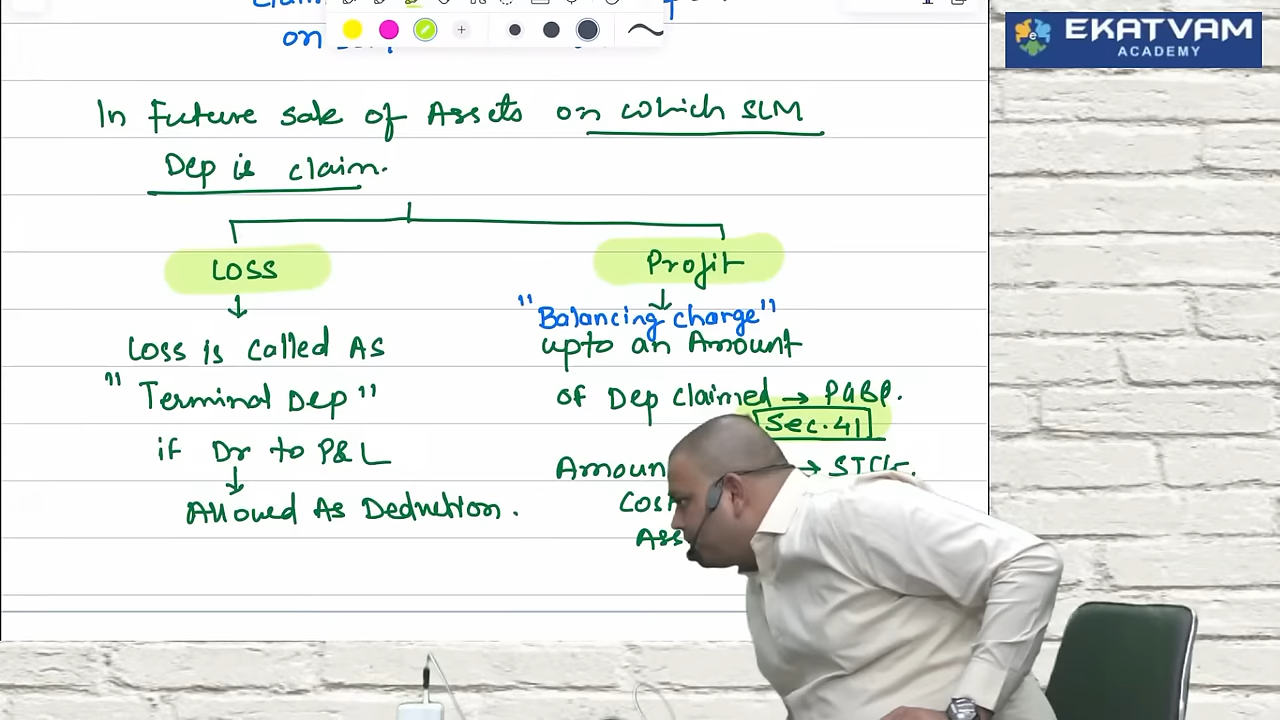 EKATVAM
ACADEMY
on
In Future sale of Assets on which SLM
Dep is claim.
Loss
Profit
"Balancing charge"
Loss is called As
upto an Amount
"Terminal Dep"
of Dep claimed → PGBP.
Sec.41
if Dr to P&L
→ STCG.
Allowed As Deduction.